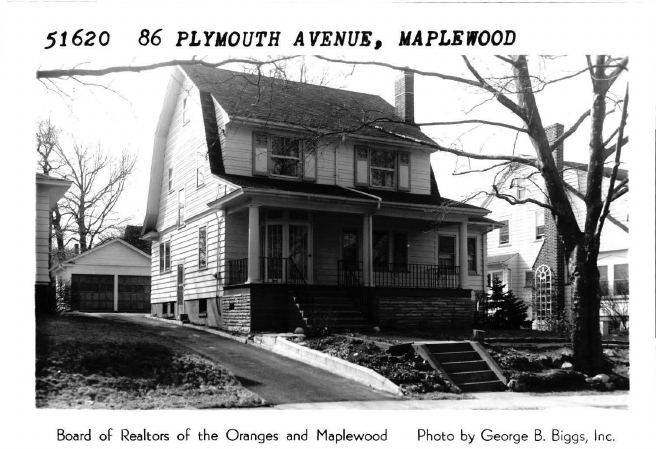 51620 86 PLYMOUTH AVENUE, MAPLEWOOD
Board of Realtors of the Oranges and Maplewood Photo by George B. Biggs, Inc.